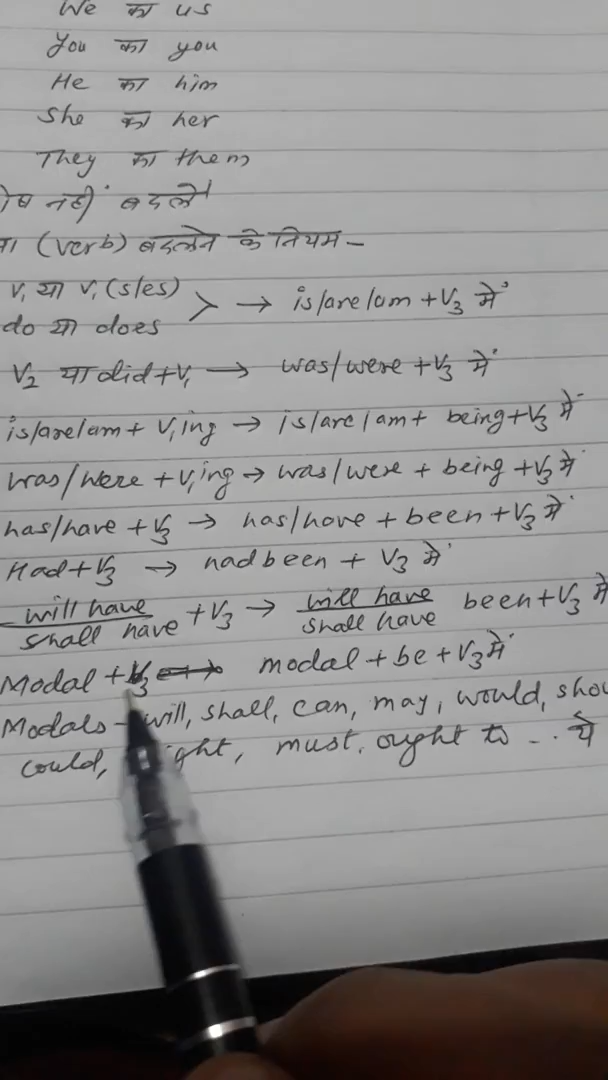 We का us
You का you
He का him
She का her
They का them
नहीं बदलें
(verb) बदलने के नियम -
V₁ या V₁ (s/es)
do या does > → is/are/am + V₃ में
V₂ या did + V₁ → was/were + V₃ में
is/are/am + V₁ing → is/are/am + being + V₃ में
was/were + V₁ing → was/were + being + V₃ में
has/have + V₃ → has/have + been + V₃ में
Had + V₃ → had been + V₃ में
will have / shall have + V₃ → will have / shall have been + V₃ में
Modal + → modal + be + V₃ में
Modals - will, shall, can, may, would, shou
could, ght, must, ought to -- ये